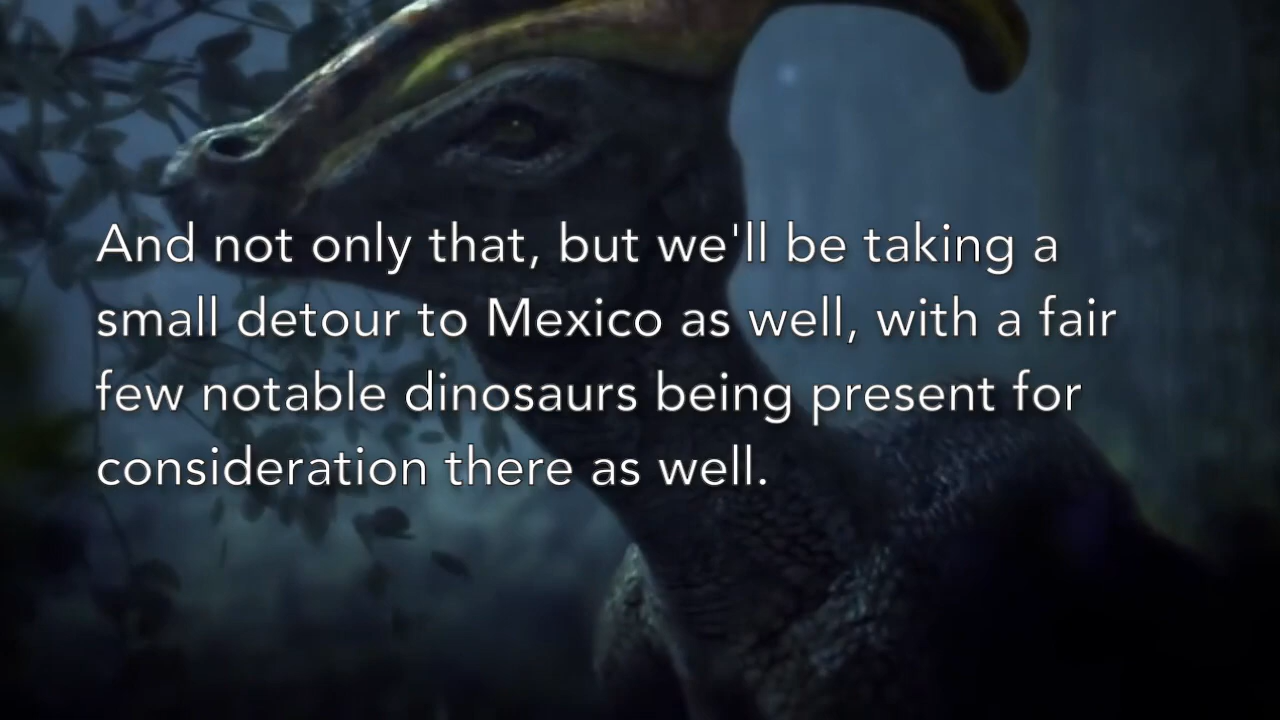 And not only that, but we'll be taking a
small detour to Mexico as well, with a fair
few notable dinosaurs being present for
consideration there as well.